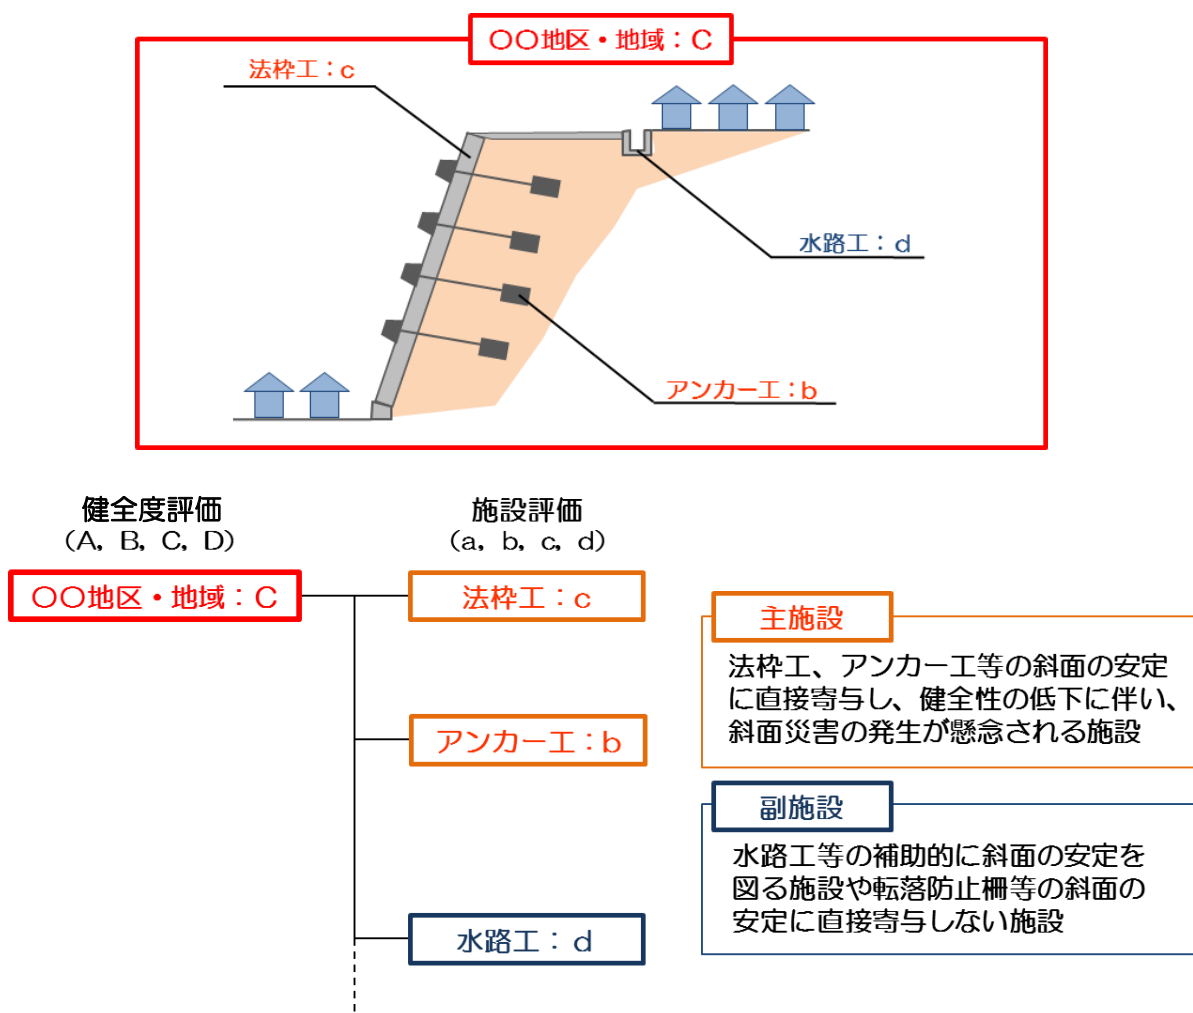 〇〇地区・地域：C
法枠工：c
水路工：d
アンカー工：b
健全度評価
(A, B, C, D)
施設評価
(a, b, c, d)
〇〇地区・地域：C
法枠工：c
アンカー工：b
水路工：d
主施設
法枠工、アンカー工等の斜面の安定
に直接寄与し、健全性の低下に伴い、
斜面災害の発生が懸念される施設
副施設
水路工等の補助的に斜面の安定を
図る施設や転落防止柵等の斜面の
安定に直接寄与しない施設